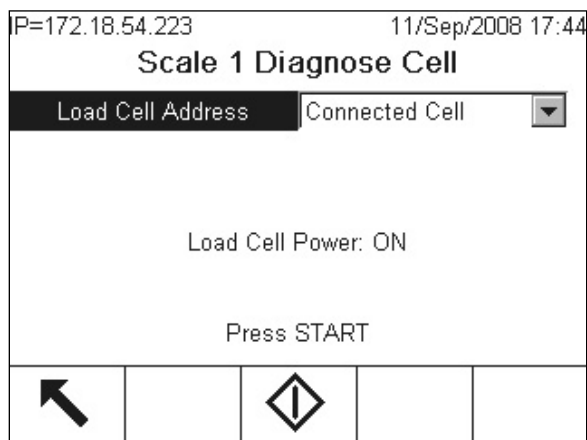 IP=172.18.54.223 11/Sep/2008 17:44
Scale 1 Diagnose Cell
Load Cell Address Connected Cell
Load Cell Power: ON
Press START